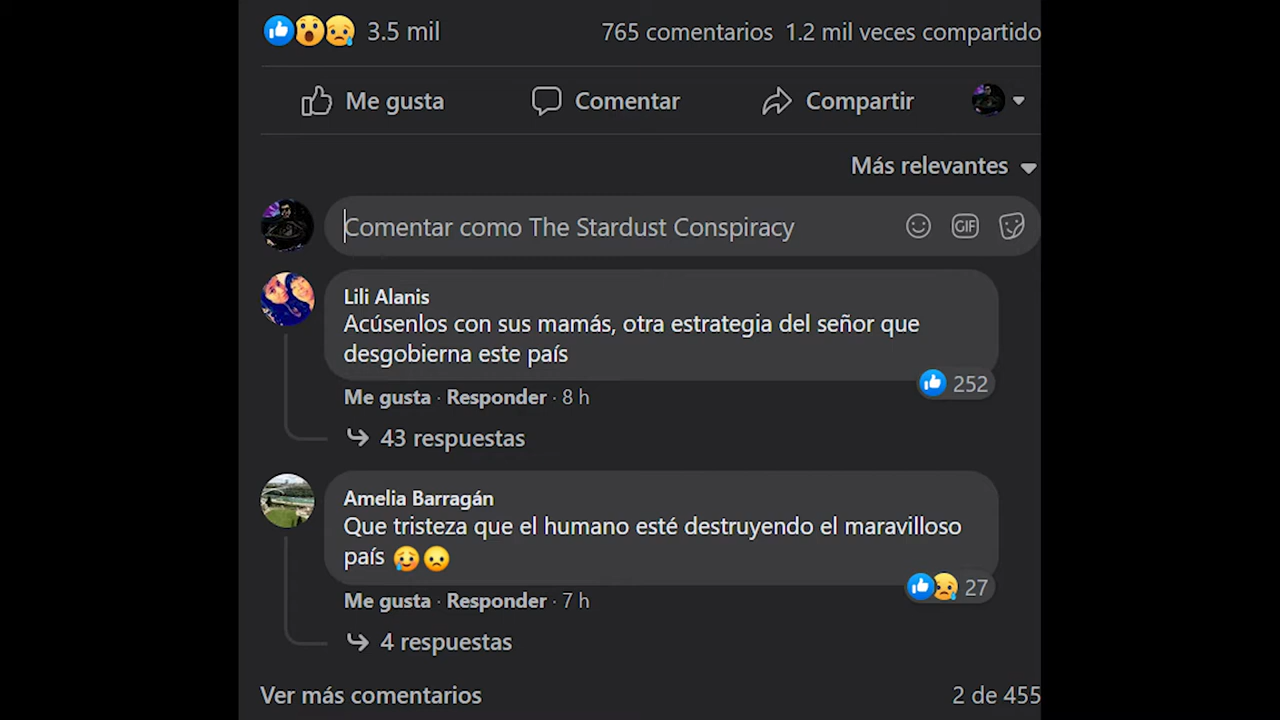 3.5 mil 765 comentarios 1.2 mil veces compartido
Me gusta Comentar Compartir
Más relevantes
Comentar como The Stardust Conspiracy GIF
Lili Alanis
Acúsenlos con sus mamás, otra estrategia del señor que
desgobierna este país
252
Me gusta · Responder · 8 h
43 respuestas
Amelia Barragán
Que tristeza que el humano esté destruyendo el maravilloso
país 🥲☹️
27
Me gusta · Responder · 7 h
4 respuestas
Ver más comentarios 2 de 455